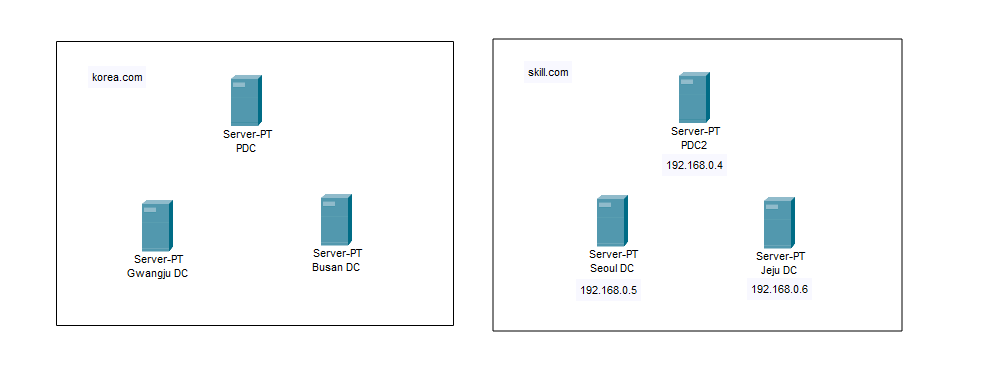 korea.com
Server-PT
PDC
Server-PT
Gwangju DC
Server-PT
Busan DC
skill.com
Server-PT
PDC2
192.168.0.4
Server-PT
Seoul DC
192.168.0.5
Server-PT
Jeju DC
192.168.0.6